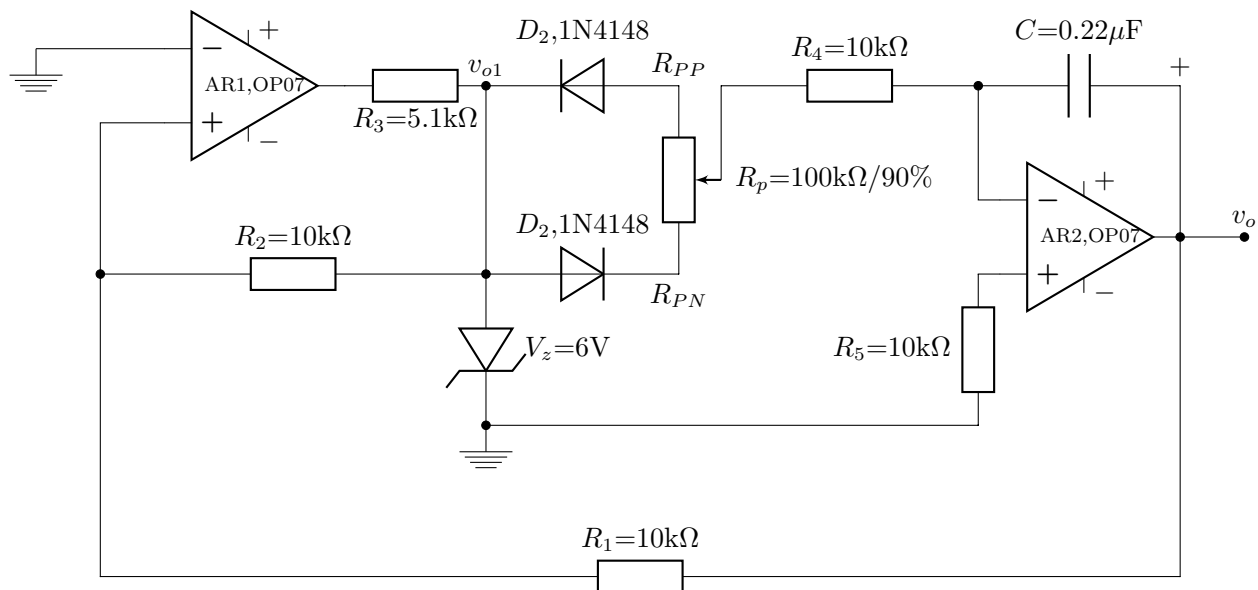 D₂,1N4148
C=0.22μF
R₄=10kΩ
R_PP
+
−
+
AR1,OP07
v_o1
+
−
R₃=5.1kΩ
R_p=100kΩ/90%
+
−
D₂,1N4148
R₂=10kΩ
v_o
AR2,OP07
+
−
R_PN
V_z=6V
R₅=10kΩ
R₁=10kΩ